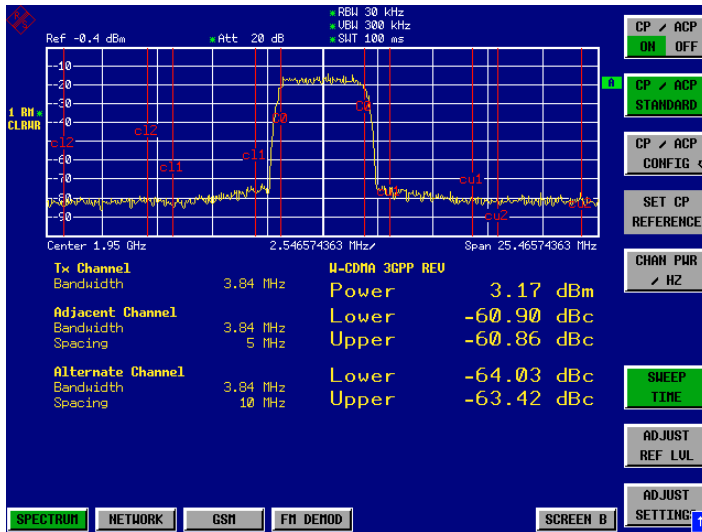 *RBW 30 kHz
*VBW 300 kHz
Ref -0.4 dBm *Att 20 dB *SWT 100 ms
-10
-20
-30
-40
-60
-70
-80
-90
A
1 RM *
CLRWR
cl2
cl2
cl1
cl1
C0
C0
cu1
cu1
cu2
cu2
Center 1.95 GHz 2.546574363 MHz/ Span 25.46574363 MHz
Tx Channel W-CDMA 3GPP REV
Bandwidth 3.84 MHz Power 3.17 dBm
Adjacent Channel Lower -60.90 dBc
Bandwidth 3.84 MHz
Spacing 5 MHz Upper -60.86 dBc
Alternate Channel Lower -64.03 dBc
Bandwidth 3.84 MHz
Spacing 10 MHz Upper -63.42 dBc
CP / ACP
ON OFF
CP / ACP
STANDARD
CP / ACP
CONFIG
SET CP
REFERENCE
CHAN PWR
/ HZ
SWEEP
TIME
ADJUST
REF LVL
ADJUST
SETTINGS
1
SPECTRUM NETWORK GSM FM DEMOD SCREEN B